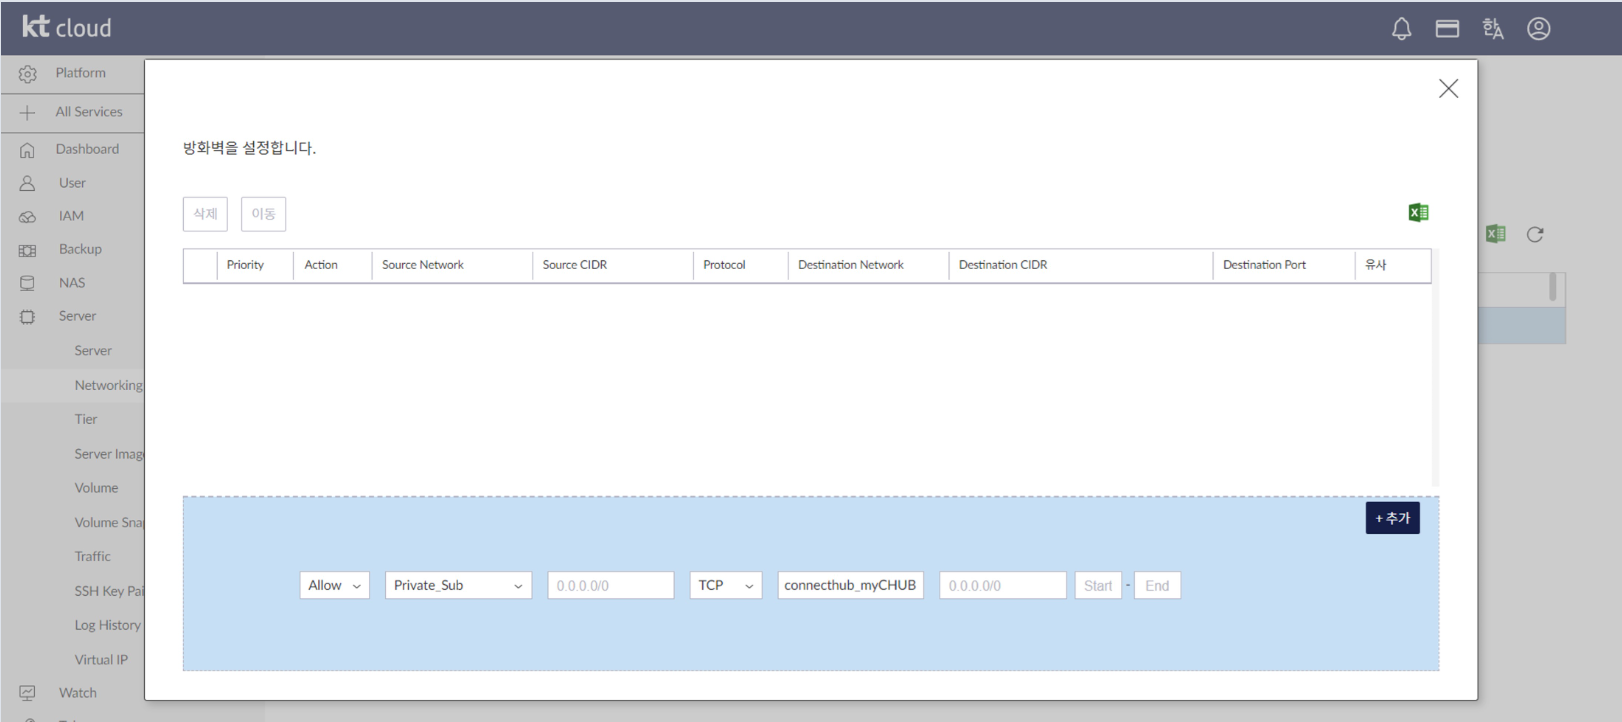 kt cloud
한A
Platform
All Services
Dashboard
User
IAM
Backup
NAS
Server
Server
Networking
Tier
Server Imag
Volume
Volume Sna
Traffic
SSH Key Pai
Log History
Virtual IP
Watch
방화벽을 설정합니다.
삭제 이동
Priority Action Source Network Source CIDR Protocol Destination Network Destination CIDR Destination Port 유사
+ 추가
Allow Private_Sub 0.0.0.0/0 TCP connecthub_myCHUB 0.0.0.0/0 Start - End